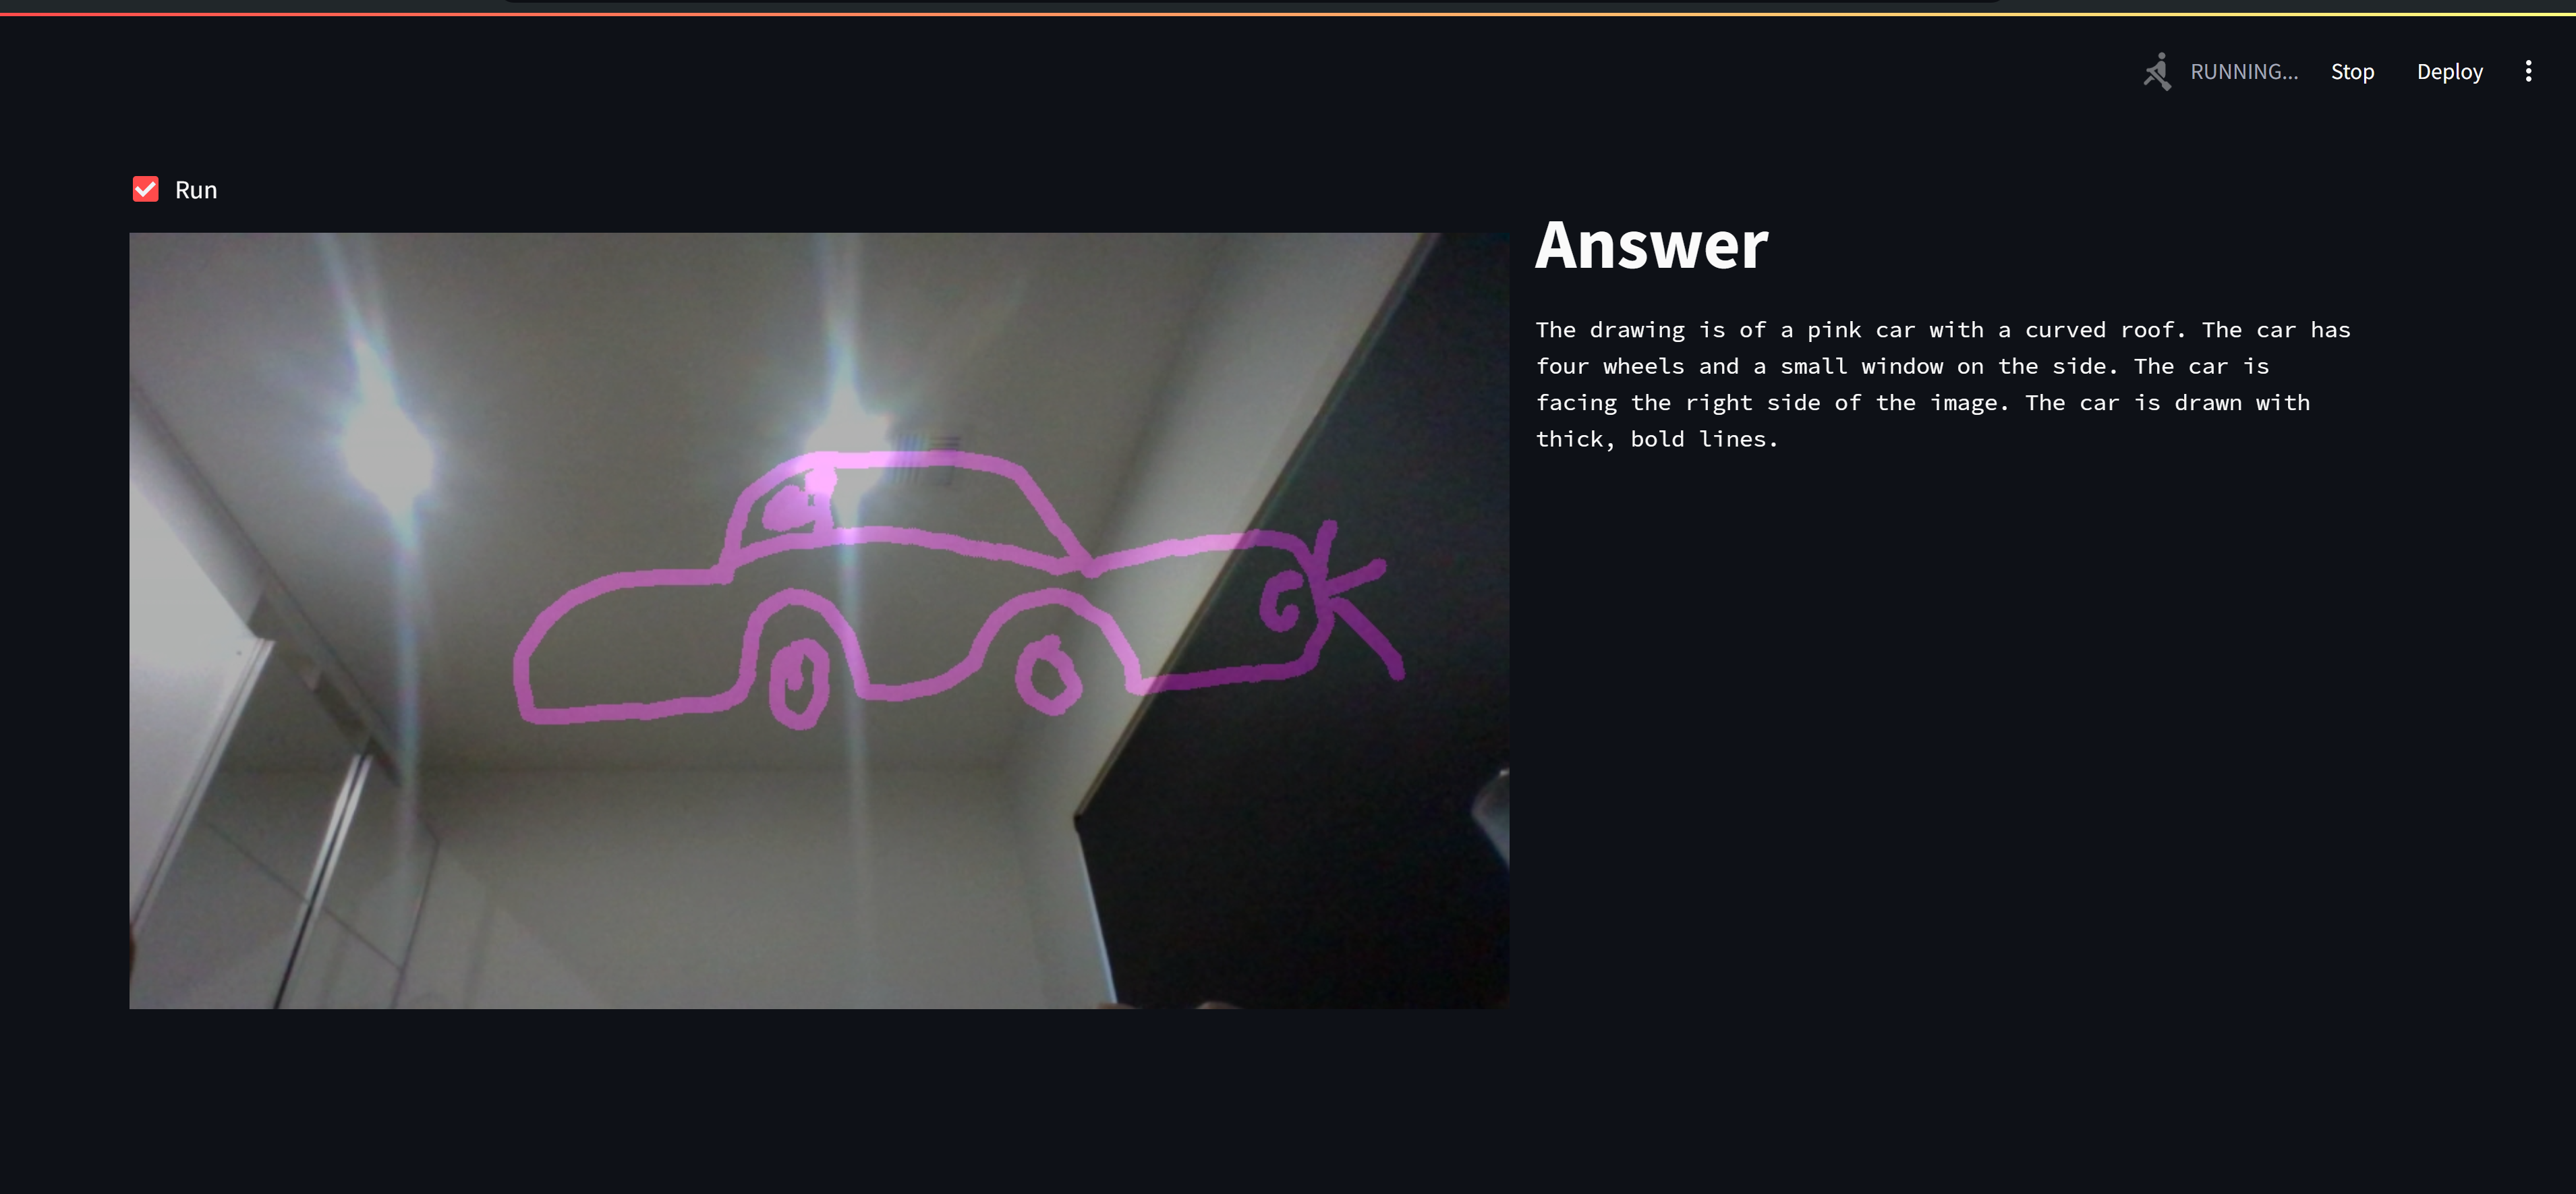 RUNNING...
Stop
Deploy
Run
Answer
The drawing is of a pink car with a curved roof. The car has
four wheels and a small window on the side. The car is
facing the right side of the image. The car is drawn with
thick, bold lines.